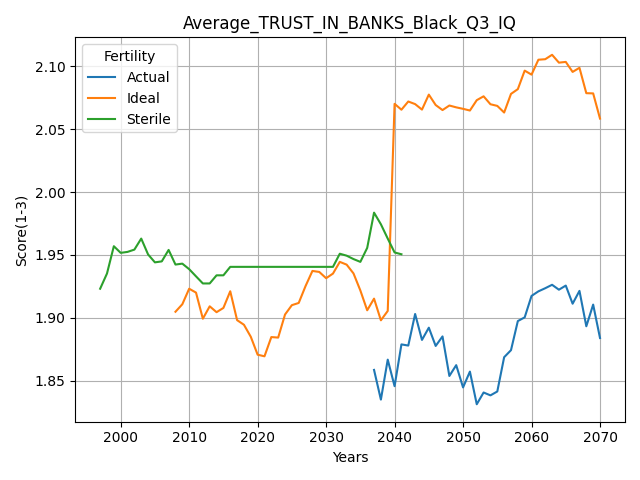 Average_TRUST_IN_BANKS_Black_Q3_IQ
Fertility
Actual
Ideal
Sterile
Score(1-3)
2.10
2.05
2.00
1.95
1.90
1.85
2000 2010 2020 2030 2040 2050 2060 2070
Years